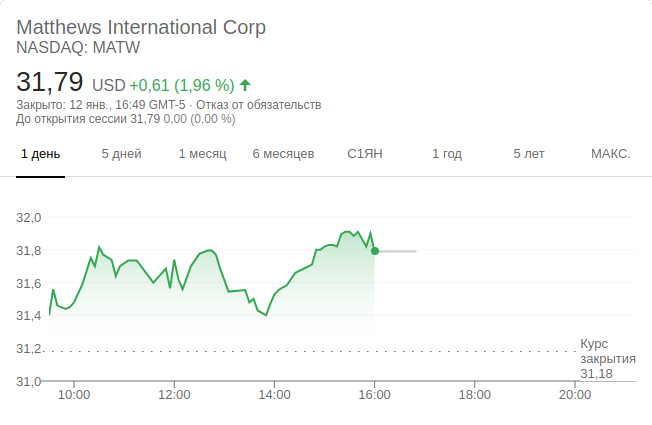 Matthews International Corp
NASDAQ: MATW
31,79 USD +0,61 (1,96 %)
Закрыто: 12 янв., 16:49 GMT-5 · Отказ от обязательств
До открытия сессии 31,79 0,00 (0,00 %)
1 день 5 дней 1 месяц 6 месяцев С1ЯН 1 год 5 лет МАКС.
32,0
31,8
31,6
31,4
31,2
31,0
Курс
закрытия
31,18
10:00 12:00 14:00 16:00 18:00 20:00